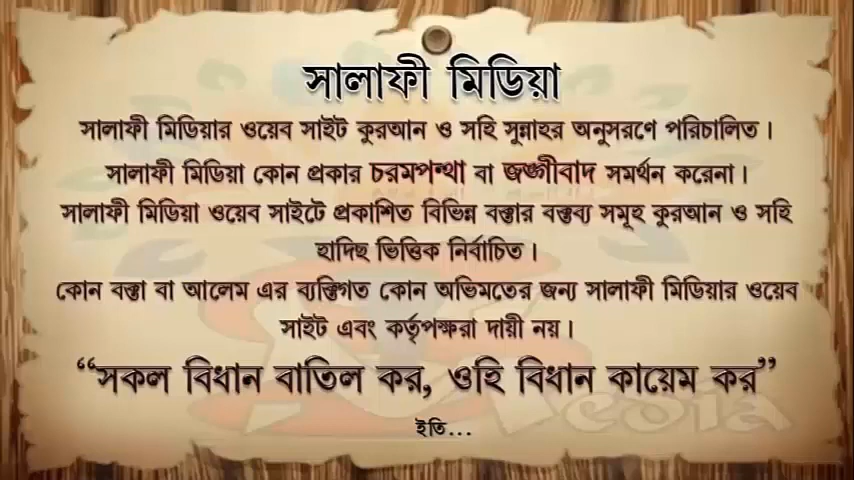 সালাফী মিডিয়া
সালাফী মিডিয়ার ওয়েব সাইট কুরআন ও সহি সুন্নাহর অনুসরণে পরিচালিত।
সালাফী মিডিয়া কোন প্রকার চরমপন্থা বা জঙ্গীবাদ সমর্থন করেনা।
সালাফী মিডিয়া ওয়েব সাইটে প্রকাশিত বিভিন্ন বক্তার বক্তব্য সমূহ কুরআন ও সহি
হাদিছ ভিত্তিক নির্বাচিত।
কোন বক্তা বা আলেম এর ব্যক্তিগত কোন অভিমতের জন্য সালাফী মিডিয়ার ওয়েব
সাইট এবং কর্তৃপক্ষরা দায়ী নয়।
“সকল বিধান বাতিল কর, ওহি বিধান কায়েম কর”
ইতি...